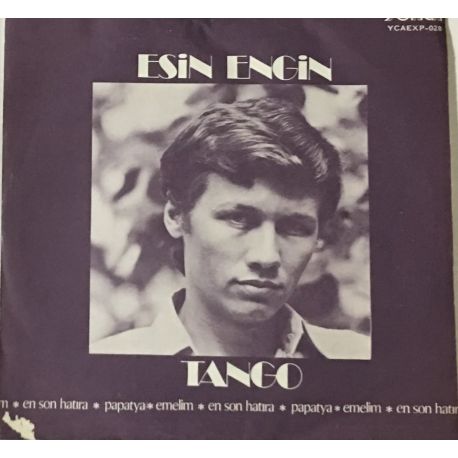 YCAEXP-028
ESİN ENGİN
TANGO
m * en son hatıra * papatya * emelim * en son hatıra * papatya * emelim * en son hatır